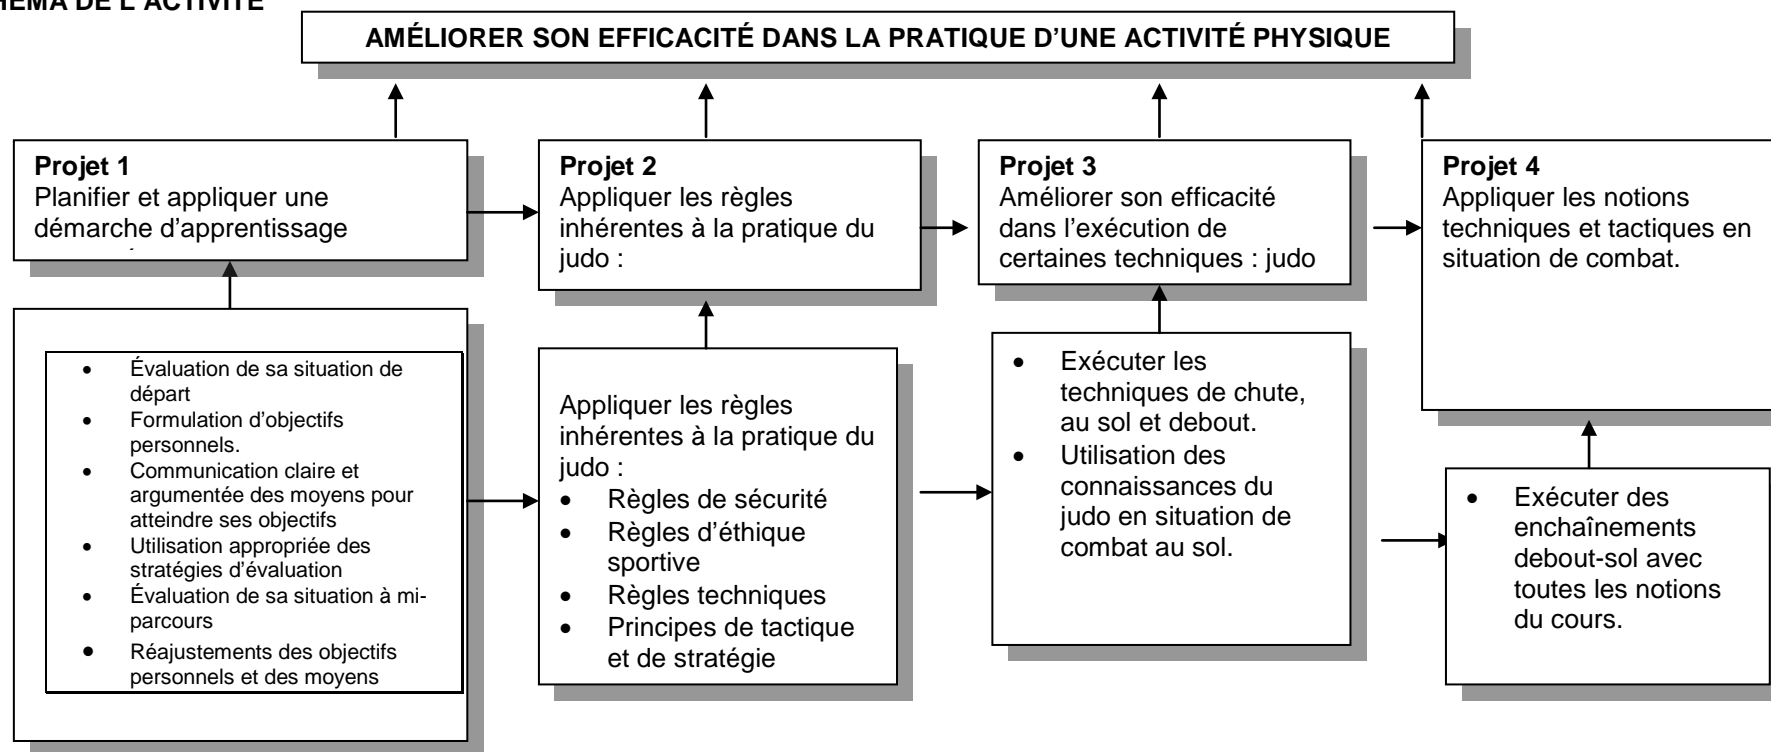 HÉMA DE L'ACTIVITÉ
AMÉLIORER SON EFFICACITÉ DANS LA PRATIQUE D'UNE ACTIVITÉ PHYSIQUE
Projet 1
Planifier et appliquer une
démarche d'apprentissage
Projet 2
Appliquer les règles
inhérentes à la pratique du
judo :
Projet 3
Améliorer son efficacité
dans l'exécution de
certaines techniques : judo
Projet 4
Appliquer les notions
techniques et tactiques en
situation de combat.
• Évaluation de sa situation de
départ
• Formulation d'objectifs
personnels.
• Communication claire et
argumentée des moyens pour
atteindre ses objectifs
• Utilisation appropriée des
stratégies d'évaluation
• Évaluation de sa situation à mi-
parcours
• Réajustements des objectifs
personnels et des moyens
Appliquer les règles
inhérentes à la pratique du
judo :
• Règles de sécurité
• Règles d'éthique
sportive
• Règles techniques
• Principes de tactique
et de stratégie
• Exécuter les
techniques de chute,
au sol et debout.
• Utilisation des
connaissances du
judo en situation de
combat au sol.
• Exécuter des
enchaînements
debout-sol avec
toutes les notions
du cours.